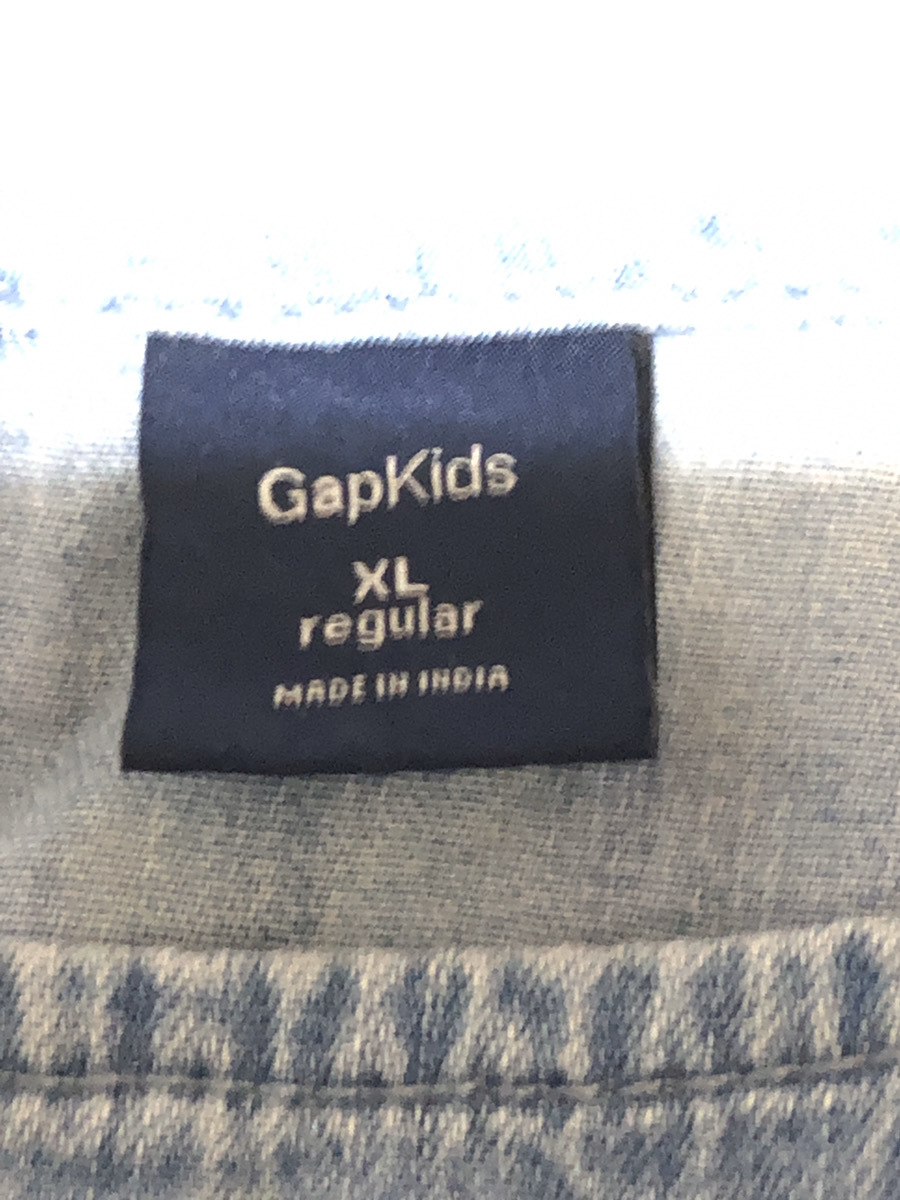 GapKids
XL
regular
MADE IN INDIA